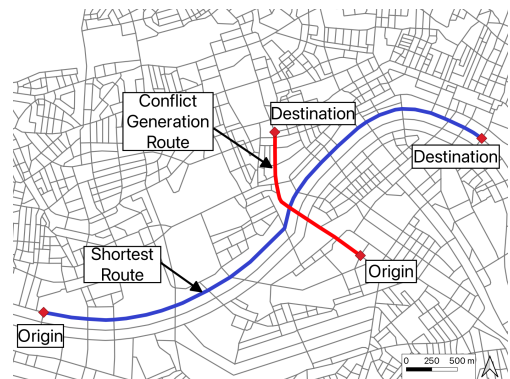 Conflict
Generation
Route
Destination
Destination
Shortest
Route
Origin
Origin
0 250 500 m